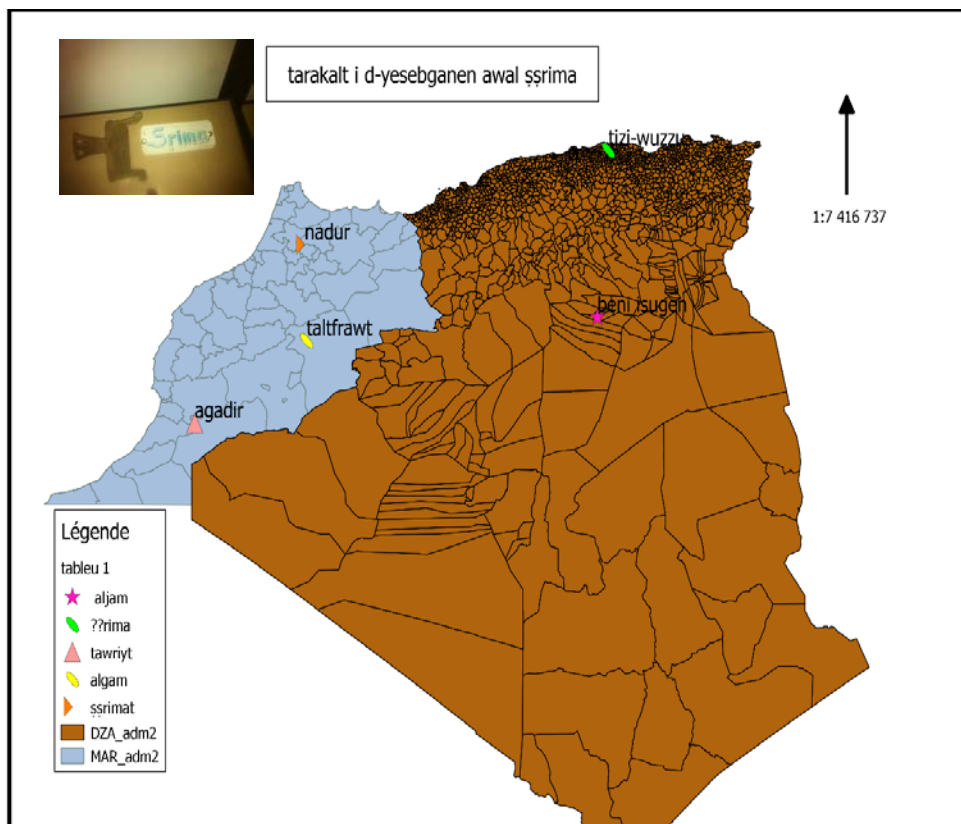 tarakalt i d-yesebganen awal ṣṣrima
Srima
tizi-wuzzu
1:7 416 737
nadur
beni isugen
taltfrawt
agadir
Légende
tableu 1
aljam
??rima
tawriyt
algam
ṣṣrimat
DZA_adm2
MAR_adm2